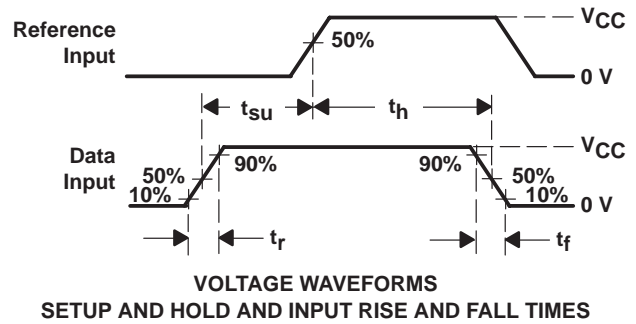 Reference
Input
50%
VCC
0 V
tsu
th
Data
Input
50%
10%
90%
90%
50%
10%
VCC
0 V
tr
tf
VOLTAGE WAVEFORMS
SETUP AND HOLD AND INPUT RISE AND FALL TIMES